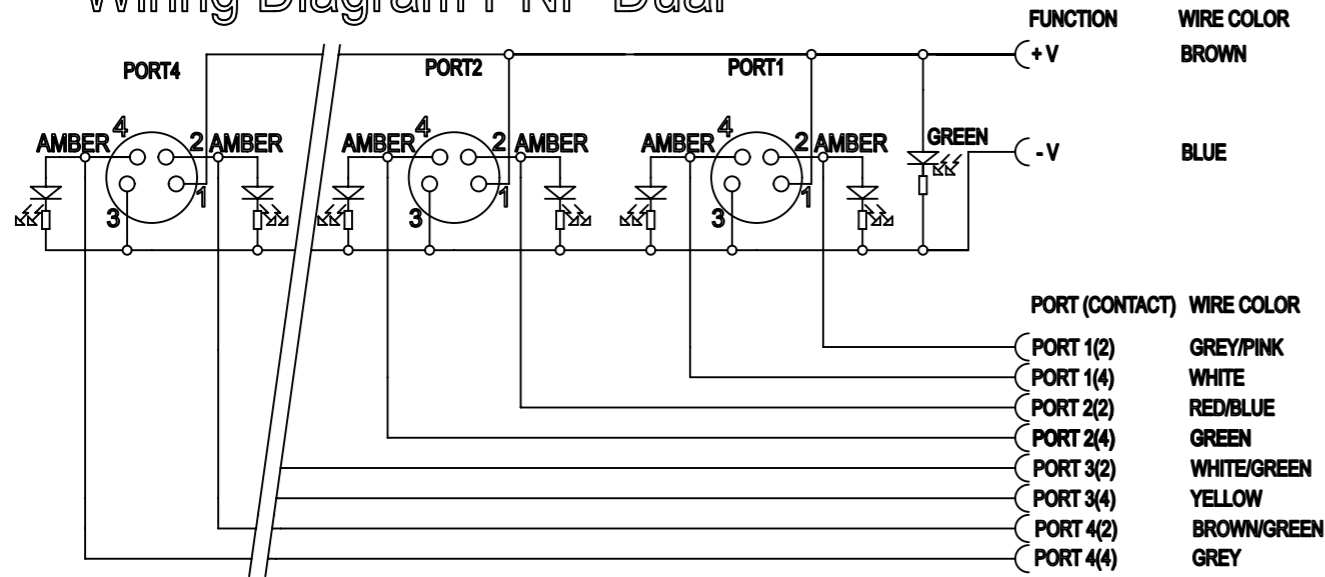 Wiring Diagram PNP Dual
FUNCTION WIRE COLOR
+ V BROWN
PORT4 PORT2 PORT1
AMBER 4 2 AMBER AMBER 4 2 AMBER AMBER 4 2 AMBER GREEN
- V BLUE
3 1 3 1 3 1
PORT (CONTACT) WIRE COLOR
PORT 1(2) GREY/PINK
PORT 1(4) WHITE
PORT 2(2) RED/BLUE
PORT 2(4) GREEN
PORT 3(2) WHITE/GREEN
PORT 3(4) YELLOW
PORT 4(2) BROWN/GREEN
PORT 4(4) GREY